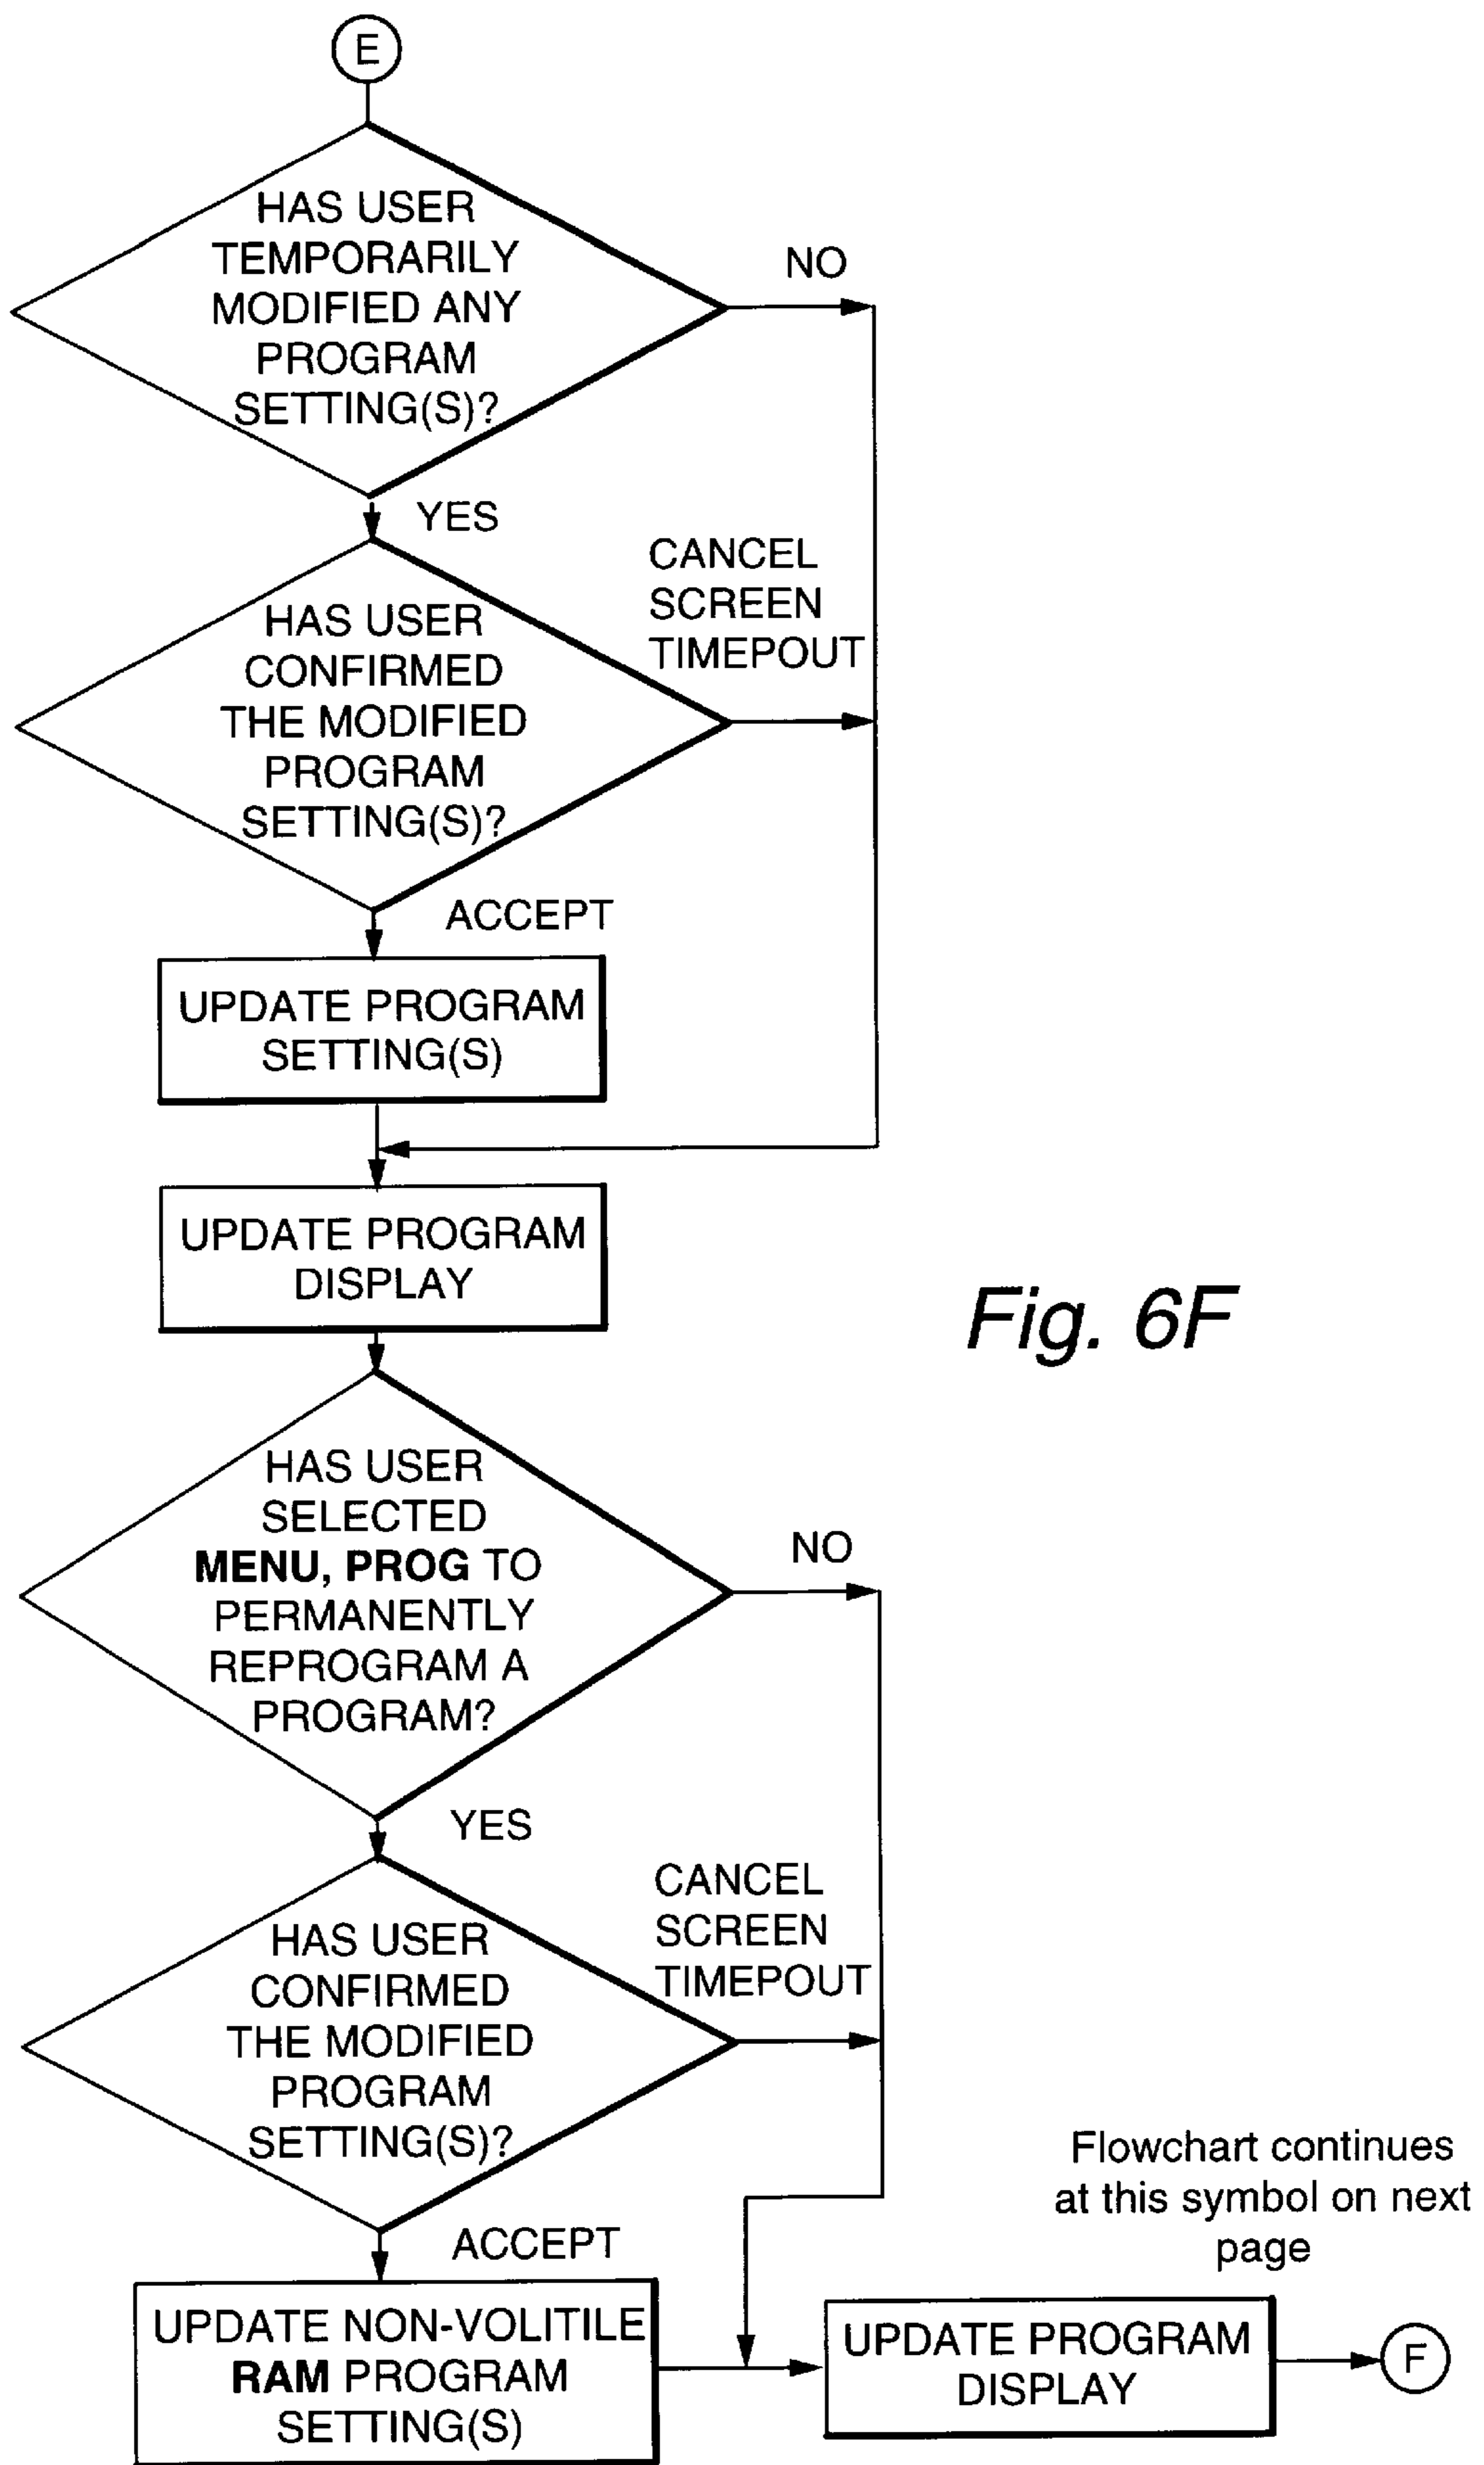 E
HAS USER
TEMPORARILY
MODIFIED ANY
PROGRAM
SETTING(S)?
NO
YES
CANCEL
SCREEN
TIMEPOUT
HAS USER
CONFIRMED
THE MODIFIED
PROGRAM
SETTING(S)?
ACCEPT
UPDATE PROGRAM
SETTING(S)
UPDATE PROGRAM
DISPLAY
Fig. 6F
HAS USER
SELECTED
MENU, PROG TO
PERMANENTLY
REPROGRAM A
PROGRAM?
NO
YES
CANCEL
SCREEN
TIMEPOUT
HAS USER
CONFIRMED
THE MODIFIED
PROGRAM
SETTING(S)?
ACCEPT
Flowchart continues
at this symbol on next
page
UPDATE NON-VOLITILE
RAM PROGRAM
SETTING(S)
UPDATE PROGRAM
DISPLAY
F